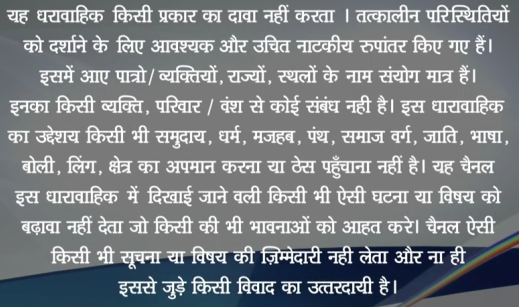 यह धरावाहिक किसी प्रकार का दावा नहीं करता । तत्कालीन परिस्थितियों
को दर्शाने के लिए आवश्यक और उचित नाटकीय रुपांतर किए गए हैं।
इसमें आए पात्रो/व्यक्तियों, राज्यों, स्थलों के नाम संयोग मात्र हैं।
इनका किसी व्यक्ति, परिवार / वंश से कोई संबंध नही है। इस धारावाहिक
का उद्देशय किसी भी समुदाय, धर्म, मजहब, पंथ, समाज वर्ग, जाति, भाषा,
बोली, लिंग, क्षेत्र का अपमान करना या ठेस पहुँचाना नहीं है। यह चैनल
इस धारावाहिक में दिखाई जाने वली किसी भी ऐसी घटना या विषय को
बढ़ावा नहीं देता जो किसी की भी भावनाओं को आहत करे। चैनल ऐसी
किसी भी सूचना या विषय की ज़िम्मेदारी नही लेता और ना ही
इससे जुड़े किसी विवाद का उत्तरदायी है।